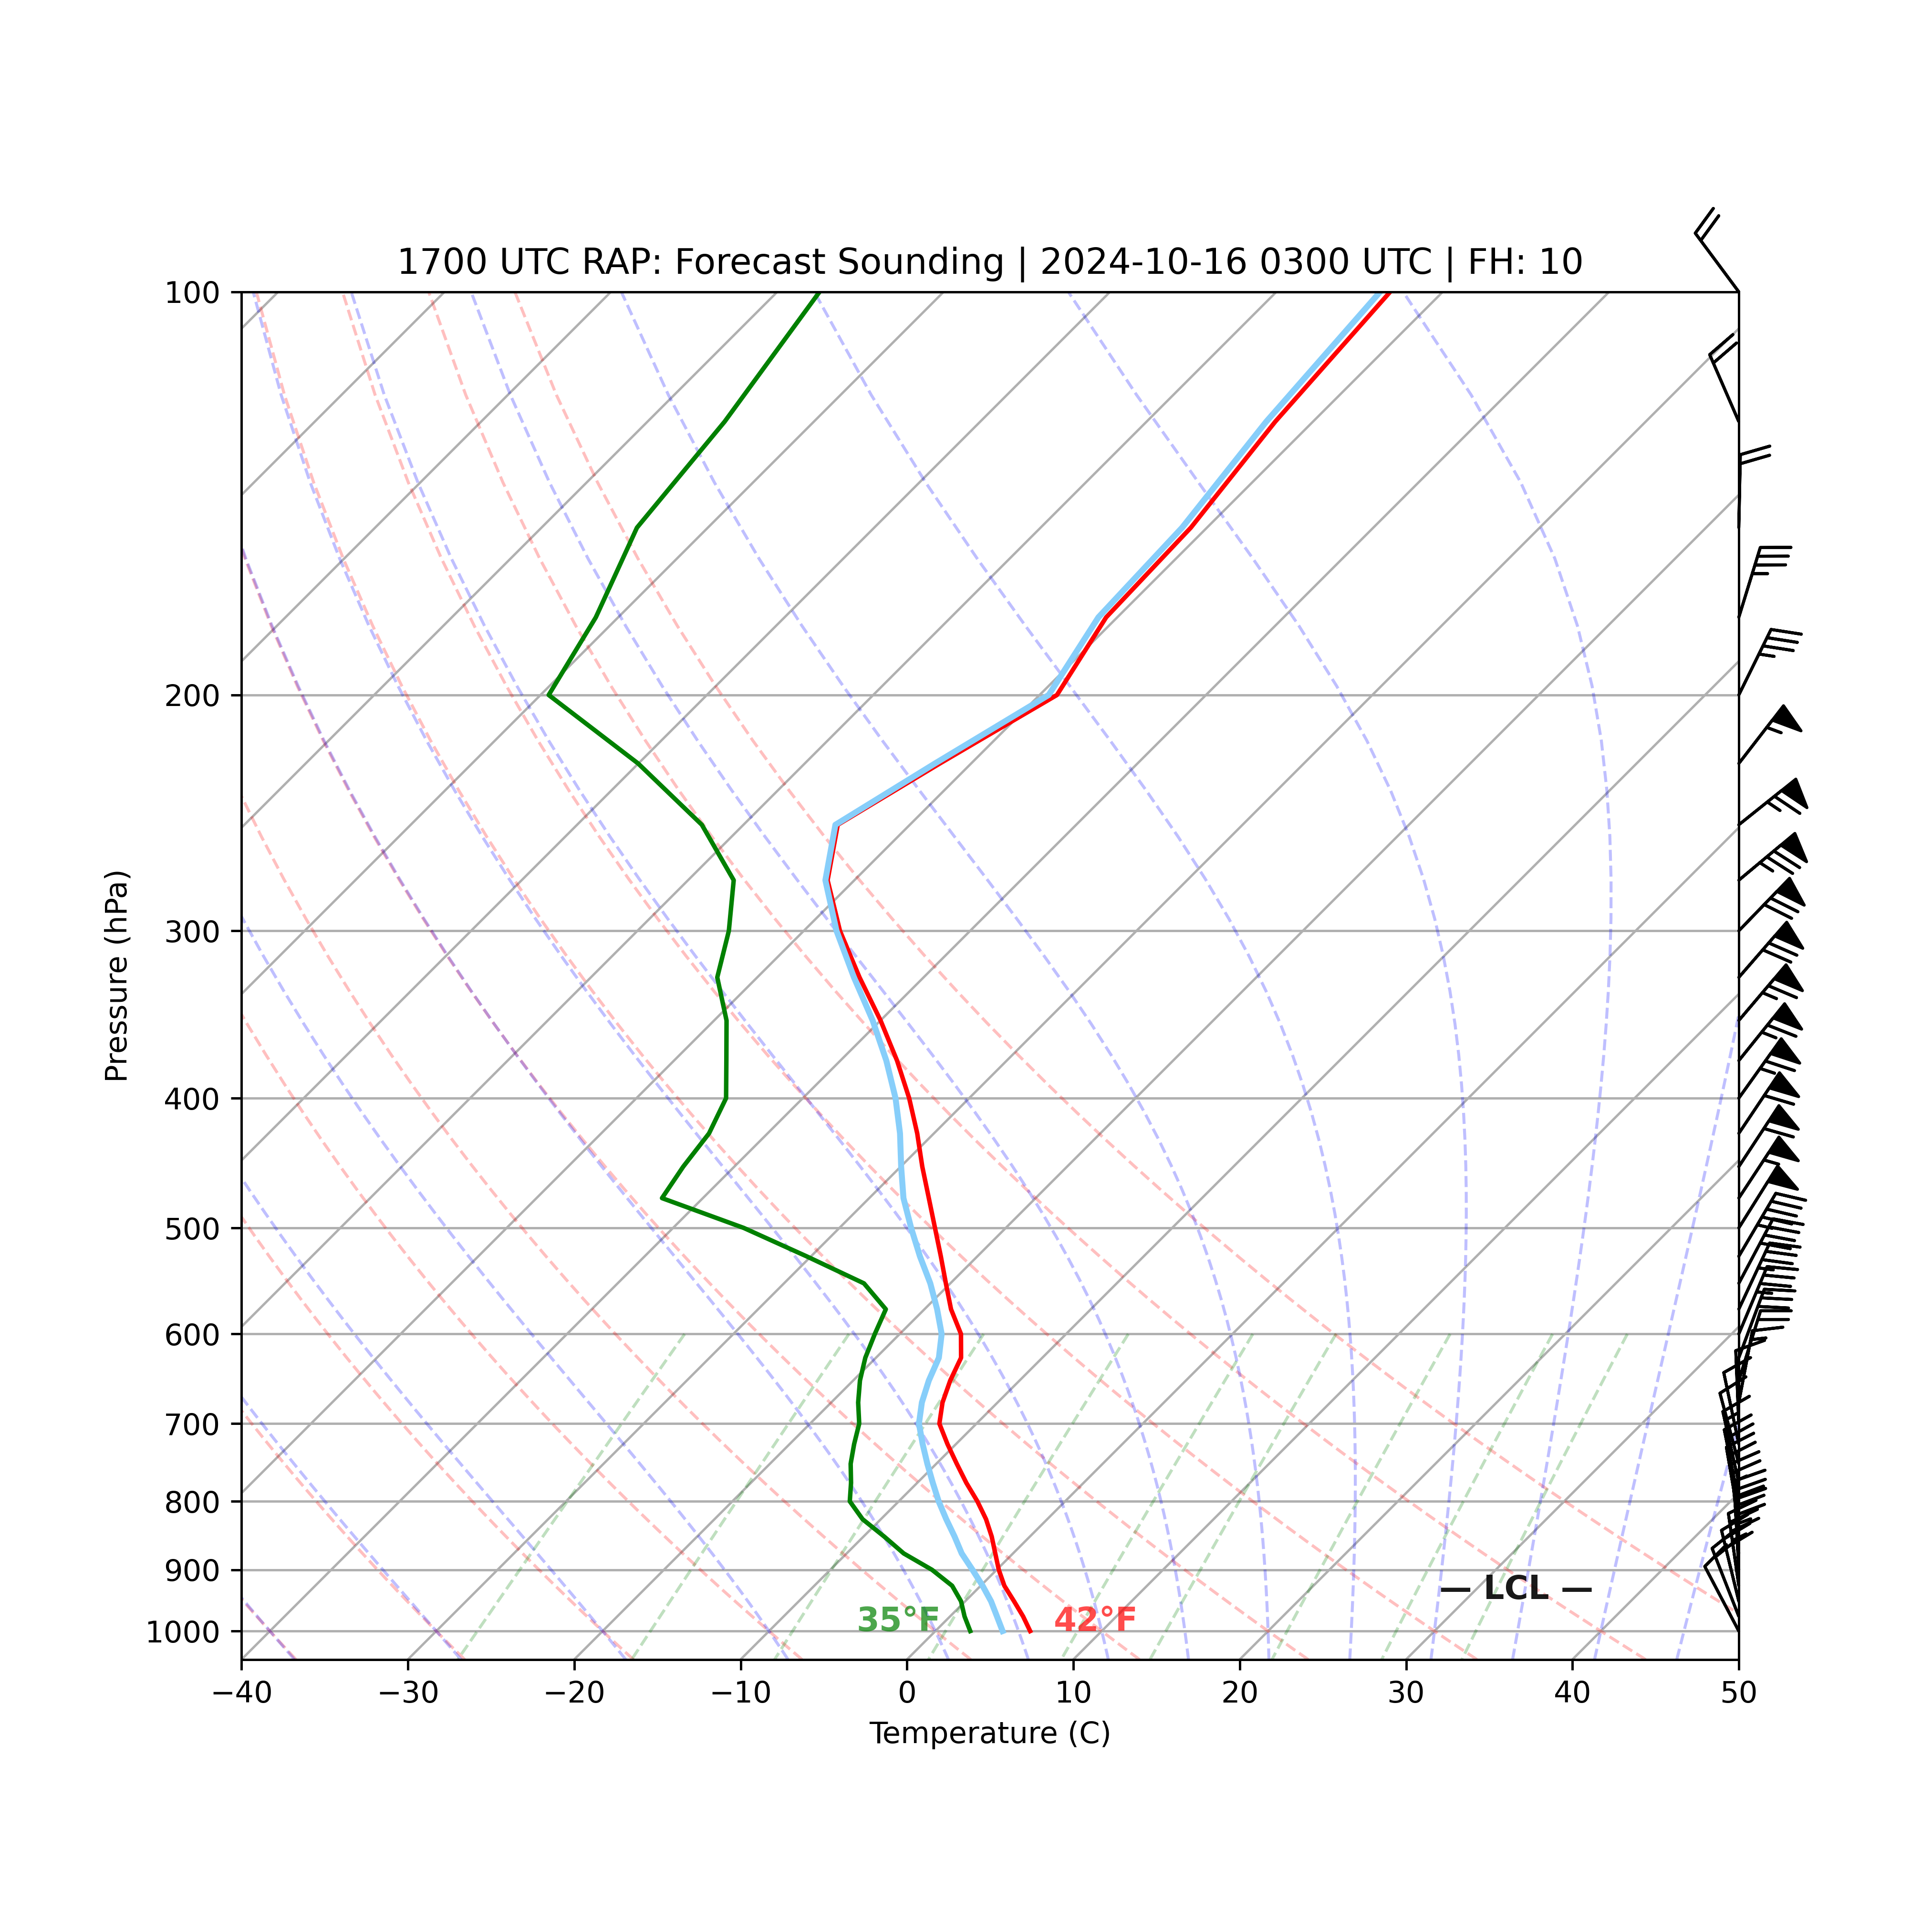 1700 UTC RAP: Forecast Sounding | 2024-10-16 0300 UTC | FH: 10
100
200
300
400
500
600
700
800
900
1000
Pressure (hPa)
— LCL —
35°F
42°F
−40 −30 −20 −10 0 10 20 30 40 50
Temperature (C)